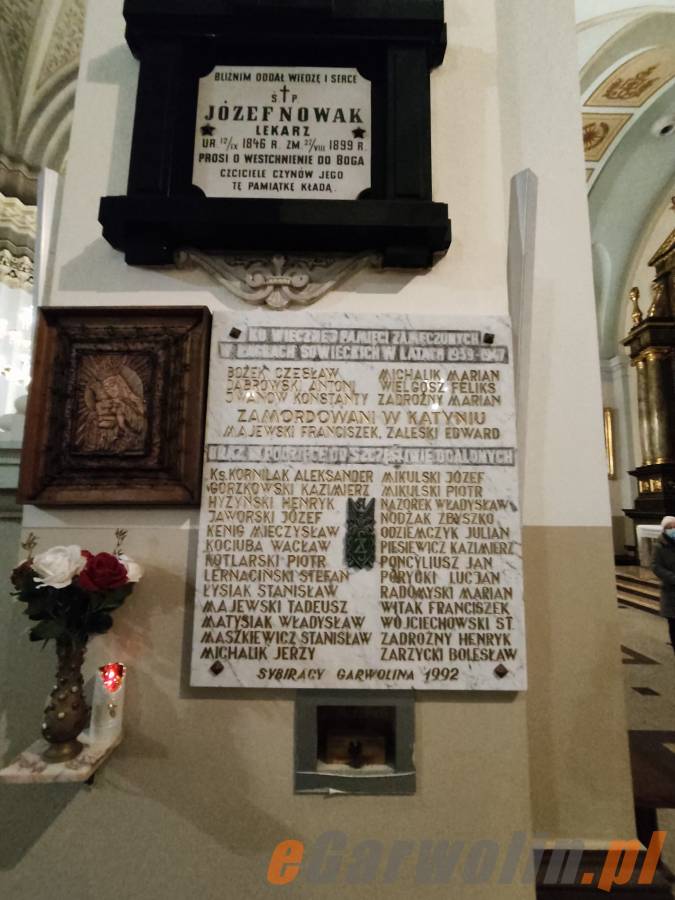 BLIŹNIM ODDAŁ WIEDZĘ I SERCE
Ś P
JÓZEF NOWAK
LEKARZ
UR 12/IX 1846 R. ZM. 22/VIII 1899 R.
PROSI O WESTCHNIENIE DO BOGA
CZCICIELE CZYNÓW JEGO
TĘ PAMIĄTKĘ KŁADĄ.
KU WIECZNEJ PAMIĘCI ZAMĘCZONYCH
W ŁAGRACH SOWIECKICH W LATACH 1939-1947
BOŻEK CZESŁAW MICHALIK MARIAN
DĄBROWSKI ANTONI WIELGOSZ FELIKS
IWANOW KONSTANTY ZADROŻNY MARIAN
ZAMORDOWANI W KATYNIU
MAJEWSKI FRANCISZEK, ZALESKI EDWARD
ORAZ W PODZIĘCE DO SZCZĘŚLIWIE OCALONYCH
KS. KORNILAK ALEKSANDER MIKULSKI JÓZEF
GORZKOWSKI KAZIMIERZ MIKULSKI PIOTR
HYŻYŃSKI HENRYK NAZOREK WŁADYSŁAW
JAWORSKI JÓZEF NODŻAK ZBYSZKO
KENIG MIECZYSŁAW ODZIEMCZYK JULIAN
KOCIUBA WACŁAW PIESIEWICZ KAZIMIERZ
KOTLARSKI PIOTR PONCYLIUSZ JAN
LERNACIŃSKI STEFAN PORYCKI LUCJAN
ŁYSIAK STANISŁAW RADOMYSKI MARIAN
MAJEWSKI TADEUSZ WITAK FRANCISZEK
MATYSIAK WŁADYSŁAW WOJCIECHOWSKI ST.
MASZKIEWICZ STANISŁAW ZADROŻNY HENRYK
MICHALIK JERZY ZARZYCKI BOLESŁAW
SYBIRACY GARWOLINA 1992
eGarwolin.pl